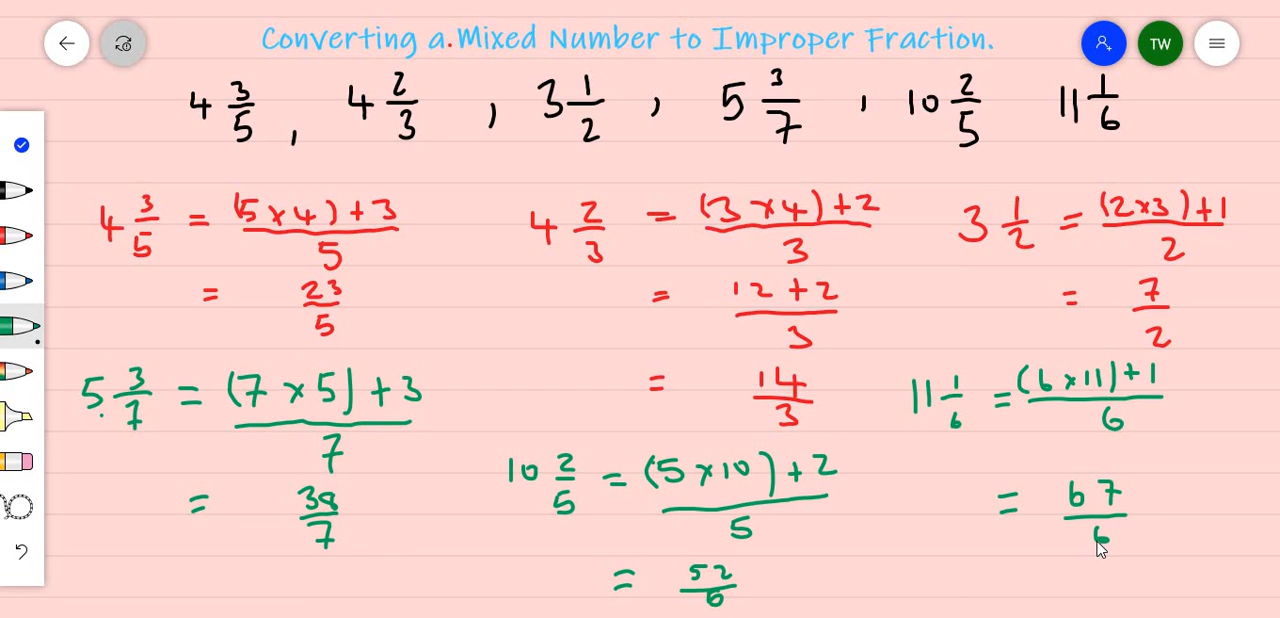 Converting a Mixed Number to Improper Fraction.
TW
4 3/5 , 4 2/3 , 3 1/2 , 5 3/7 , 10 2/5 11 1/6
4 3/5 = (5 × 4) + 3 / 5
= 23/5
4 2/3 = (3 × 4) + 2 / 3
= 12 + 2 / 3
= 14/3
3 1/2 = (2 × 3) + 1 / 2
= 7/2
5 3/7 = (7 × 5) + 3 / 7
= 38/7
10 2/5 = (5 × 10) + 2 / 5
= 52/5
11 1/6 = (6 × 11) + 1 / 6
= 67/6